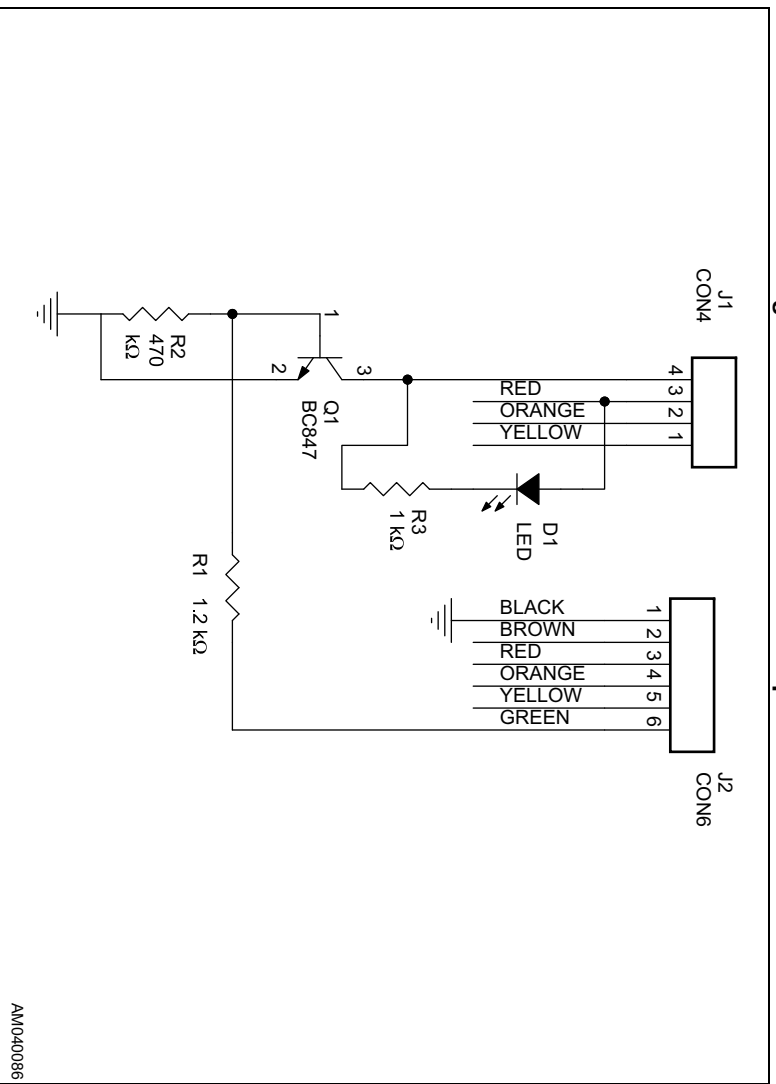 J1
CON4
4
3
2
1
RED
ORANGE
YELLOW
3
1
2
Q1
BC847
R2
470
kΩ
R3
1 kΩ
D1
LED
R1 1.2 kΩ
BLACK
BROWN
RED
ORANGE
YELLOW
GREEN
1
2
3
4
5
6
J2
CON6
AM040086